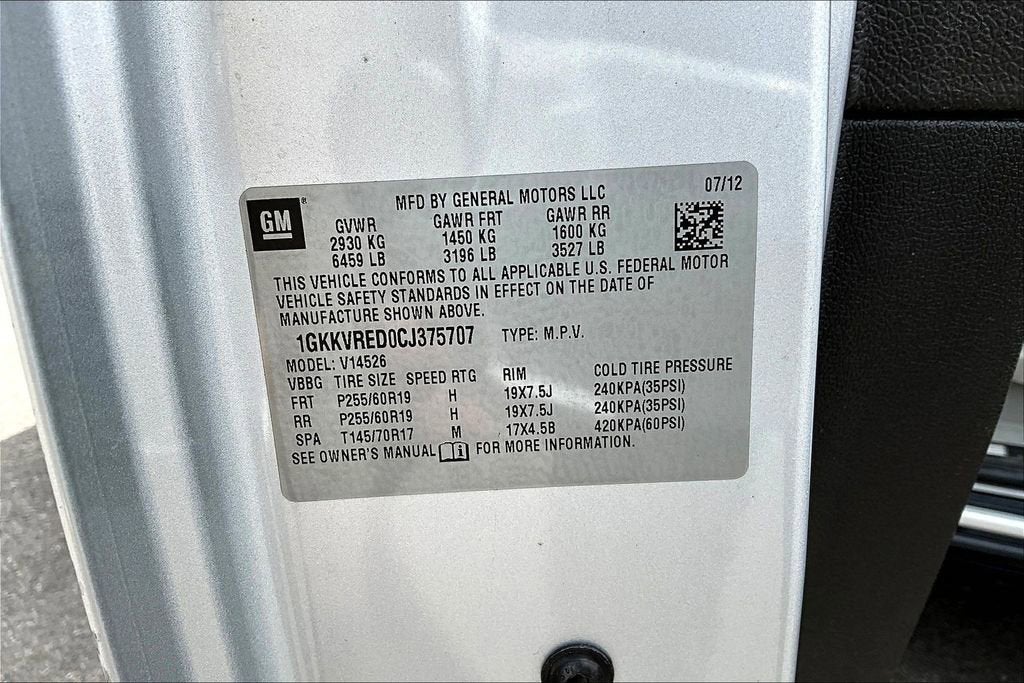 GM
MFD BY GENERAL MOTORS LLC 07/12
GVWR GAWR FRT GAWR RR
2930 KG 1450 KG 1600 KG
6459 LB 3196 LB 3527 LB
THIS VEHICLE CONFORMS TO ALL APPLICABLE U.S. FEDERAL MOTOR
VEHICLE SAFETY STANDARDS IN EFFECT ON THE DATE OF
MANUFACTURE SHOWN ABOVE.
1GKKVRED0CJ375707 TYPE: M.P.V.
MODEL: V14526
VBBG TIRE SIZE SPEED RTG RIM COLD TIRE PRESSURE
FRT P255/60R19 H 19X7.5J 240KPA(35PSI)
RR P255/60R19 H 19X7.5J 240KPA(35PSI)
SPA T145/70R17 M 17X4.5B 420KPA(60PSI)
SEE OWNER'S MANUAL i FOR MORE INFORMATION.